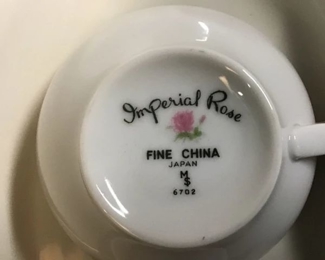 Imperial Rose
FINE CHINA
JAPAN
M
$
6702